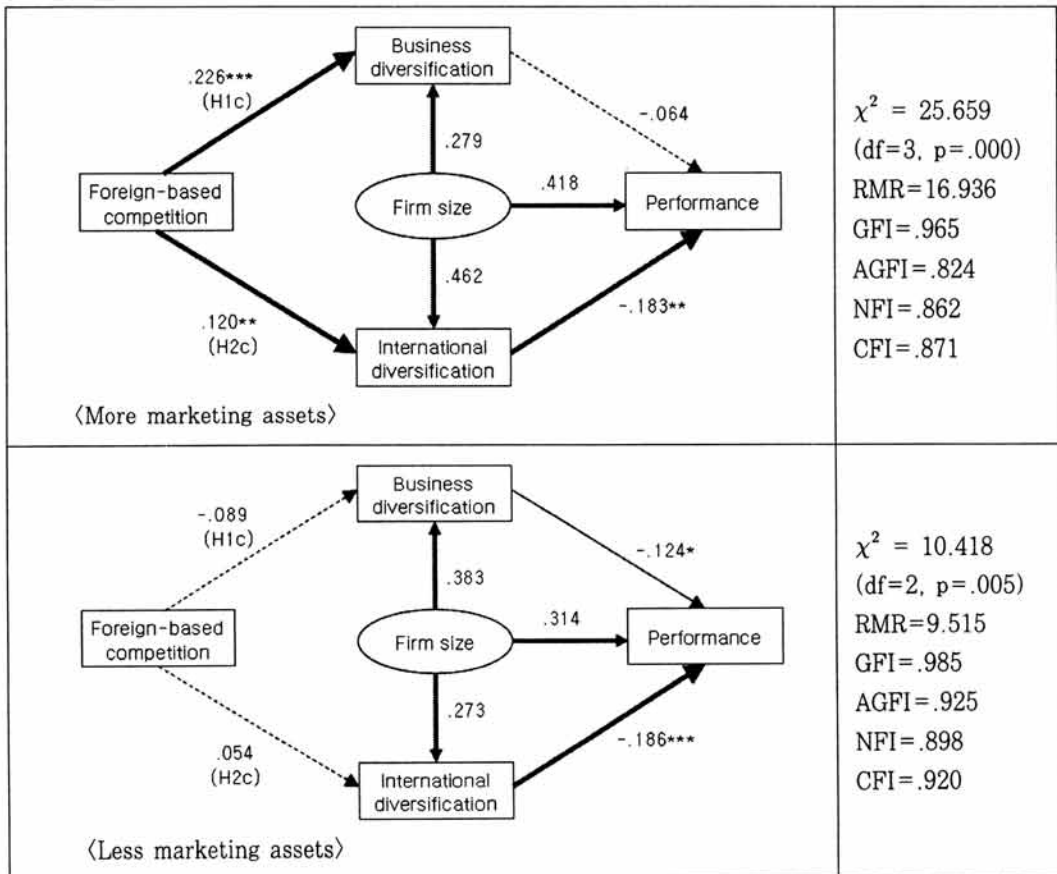 Business
diversification
.226***
(H1c)
-.064
.279
Foreign-based
competition
Firm size
.418
Performance
.462
.120**
(H2c)
-.183**
International
diversification
〈More marketing assets〉
χ² = 25.659
(df=3, p=.000)
RMR=16.936
GFI=.965
AGFI=.824
NFI=.862
CFI=.871
Business
diversification
-.089
(H1c)
-.124*
.383
Foreign-based
competition
Firm size
.314
Performance
.273
.054
(H2c)
-.186***
International
diversification
〈Less marketing assets〉
χ² = 10.418
(df=2, p=.005)
RMR=9.515
GFI=.985
AGFI=.925
NFI=.898
CFI=.920